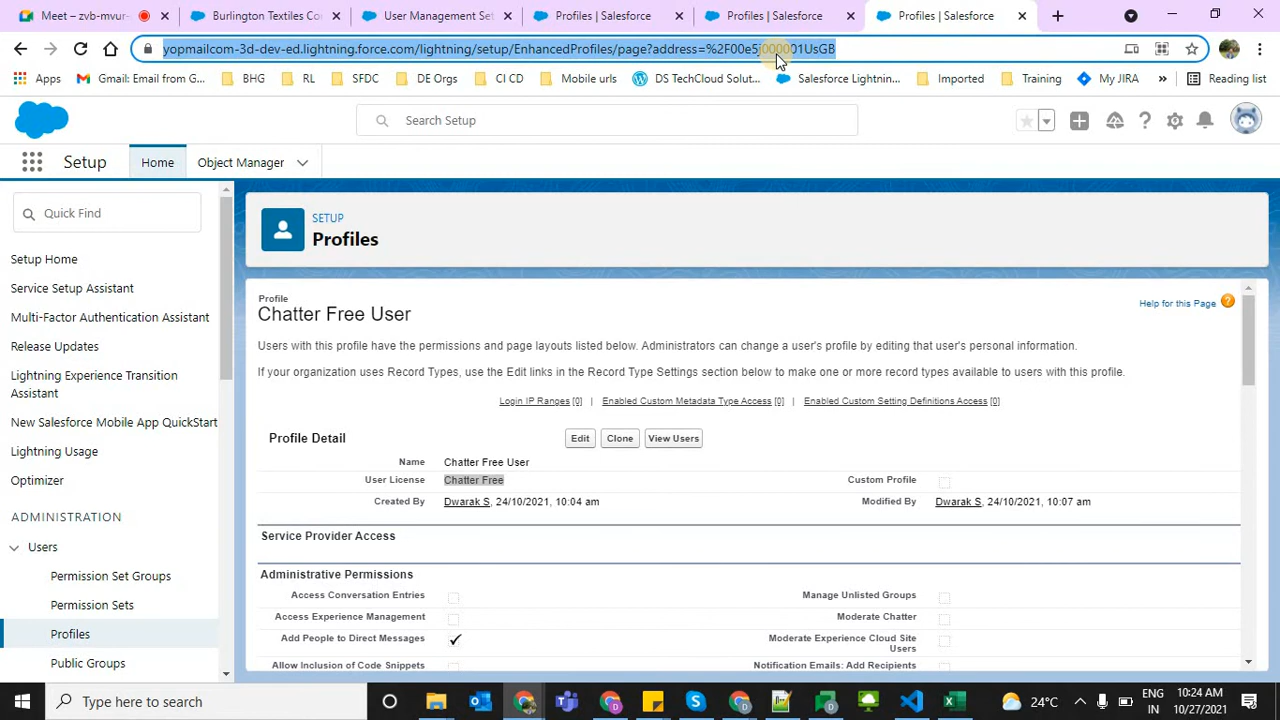 Meet – zvb-mvur-
Burlington Textiles Co
User Management Set
Profiles | Salesforce
Profiles | Salesforce
Profiles | Salesforce
yopmailcom-3d-dev-ed.lightning.force.com/lightning/setup/EnhancedProfiles/page?address=%2F00e5j000001UsGB
Apps
Gmail: Email from G...
BHG
RL
SFDC
DE Orgs
CI CD
Mobile urls
DS TechCloud Solut...
Salesforce Lightnin...
Imported
Training
My JIRA
»
Reading list
Search Setup
Setup
Home
Object Manager
Quick Find
SETUP
Profiles
Setup Home
Service Setup Assistant
Multi-Factor Authentication Assistant
Release Updates
Lightning Experience Transition
Assistant
New Salesforce Mobile App QuickStart
Lightning Usage
Optimizer
ADMINISTRATION
Users
Permission Set Groups
Permission Sets
Profiles
Public Groups
Profile
Chatter Free User
Help for this Page
Users with this profile have the permissions and page layouts listed below. Administrators can change a user's profile by editing that user's personal information.
If your organization uses Record Types, use the Edit links in the Record Type Settings section below to make one or more record types available to users with this profile.
Login IP Ranges [0] | Enabled Custom Metadata Type Access [0] | Enabled Custom Setting Definitions Access [0]
Profile Detail
Edit
Clone
View Users
Name Chatter Free User
User License Chatter Free
Custom Profile
Created By Dwarak S, 24/10/2021, 10:04 am
Modified By Dwarak S, 24/10/2021, 10:07 am
Service Provider Access
Administrative Permissions
Access Conversation Entries
Manage Unlisted Groups
Access Experience Management
Moderate Chatter
Add People to Direct Messages
Moderate Experience Cloud Site
Users
Allow Inclusion of Code Snippets
Notification Emails: Add Recipients
Type here to search
24°C
ENG
IN
10:24 AM
10/27/2021